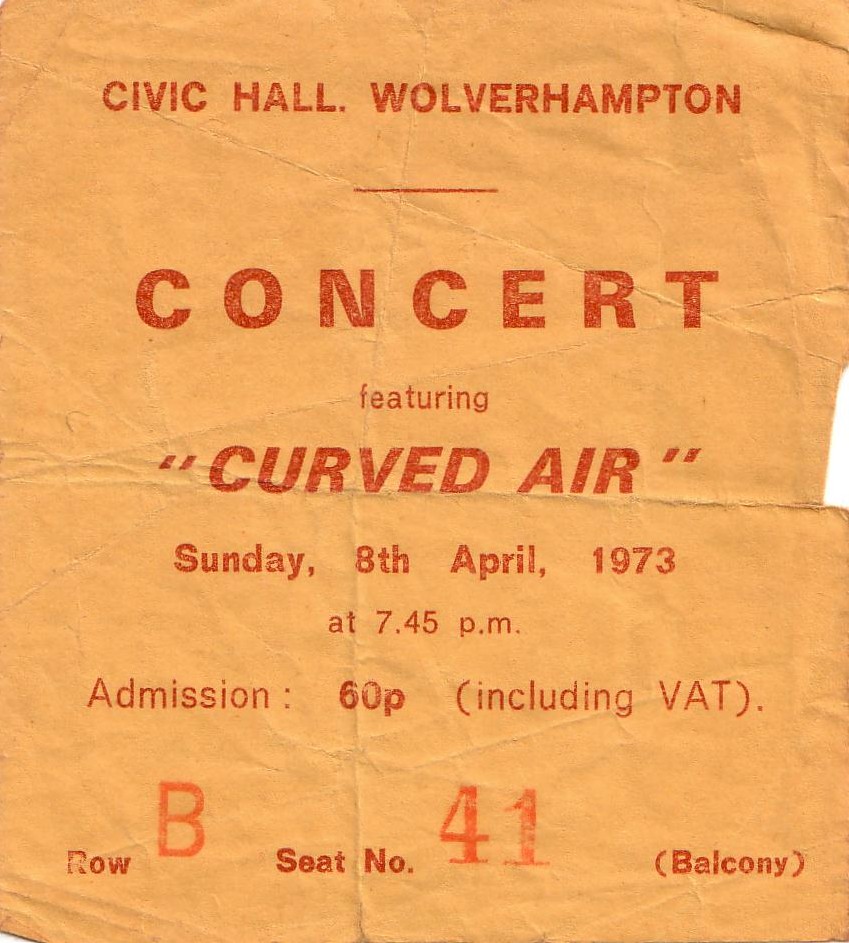 CIVIC HALL. WOLVERHAMPTON
CONCERT
featuring
"CURVED AIR"
Sunday, 8th April, 1973
at 7.45 p.m.
Admission: 60p (including VAT).
Row B Seat No. 41 (Balcony)